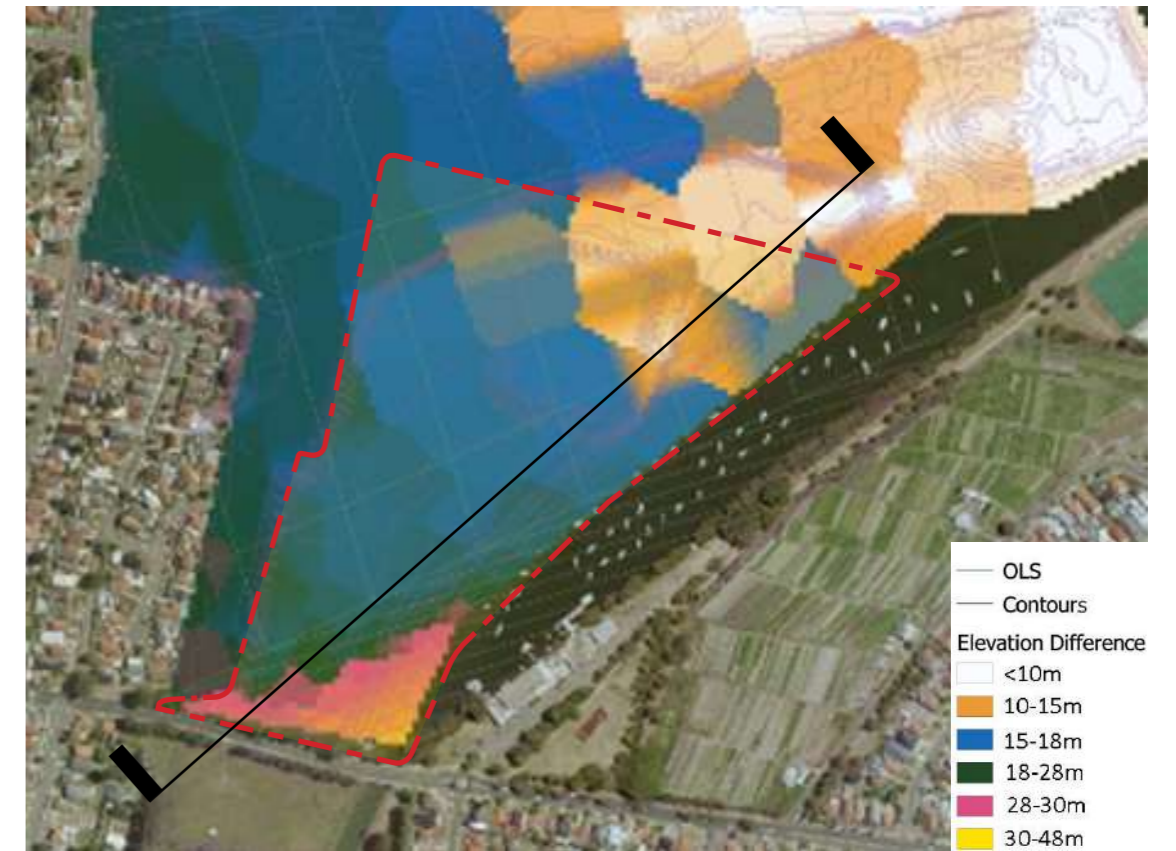 OLS
Contours
Elevation Difference
<10m
10-15m
15-18m
18-28m
28-30m
30-48m